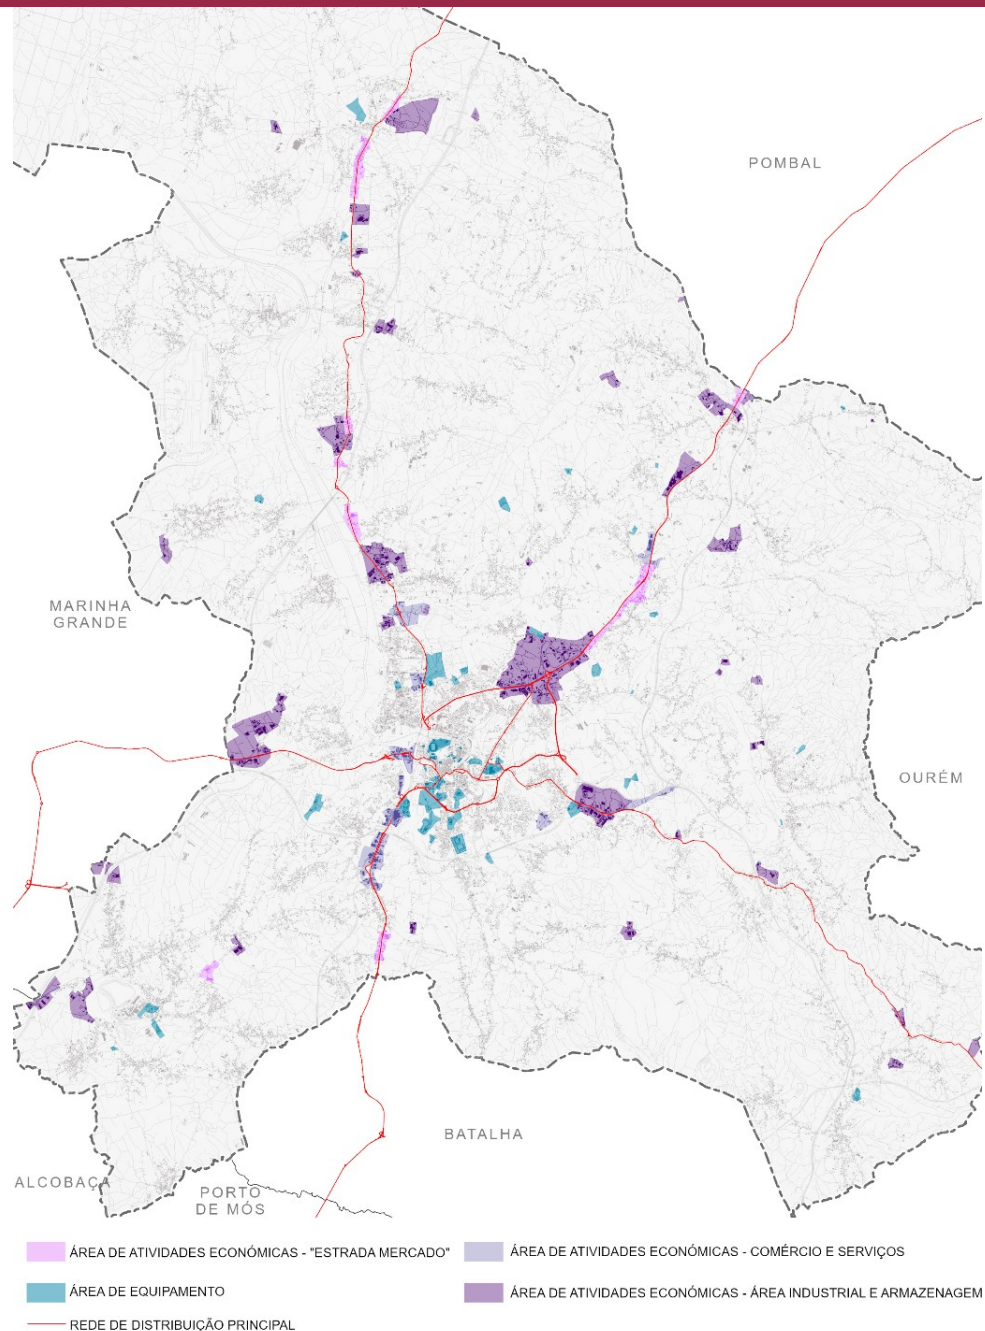 POMBAL
MARINHA
GRANDE
OURÉM
BATALHA
ALCOBAÇA
PORTO
DE MÓS
ÁREA DE ATIVIDADES ECONÓMICAS - "ESTRADA MERCADO"
ÁREA DE ATIVIDADES ECONÓMICAS - COMÉRCIO E SERVIÇOS
ÁREA DE EQUIPAMENTO
ÁREA DE ATIVIDADES ECONÓMICAS - ÁREA INDUSTRIAL E ARMAZENAGEM
REDE DE DISTRIBUIÇÃO PRINCIPAL